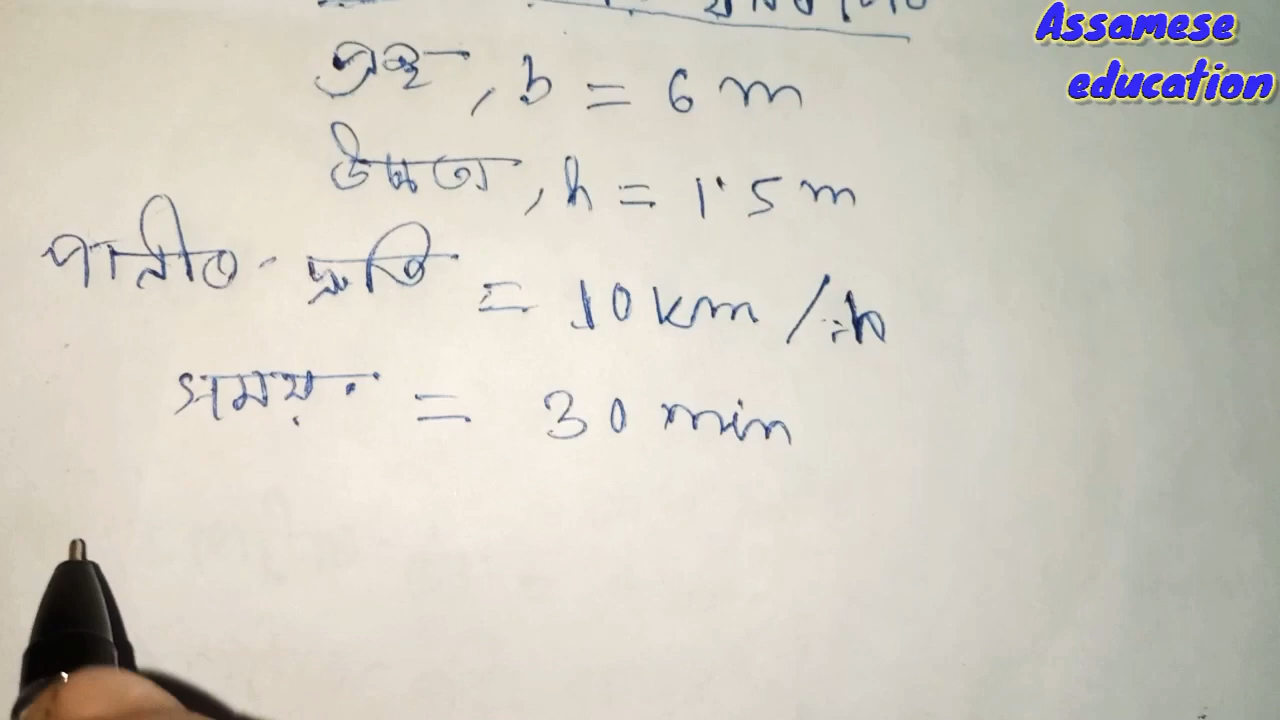 Assamese
education
প্ৰস্থ, b = 6 m
উচ্চতা, h = 1.5 m
পানীৰ দ্ৰুতি = 10 km / h
সময় = 30 min